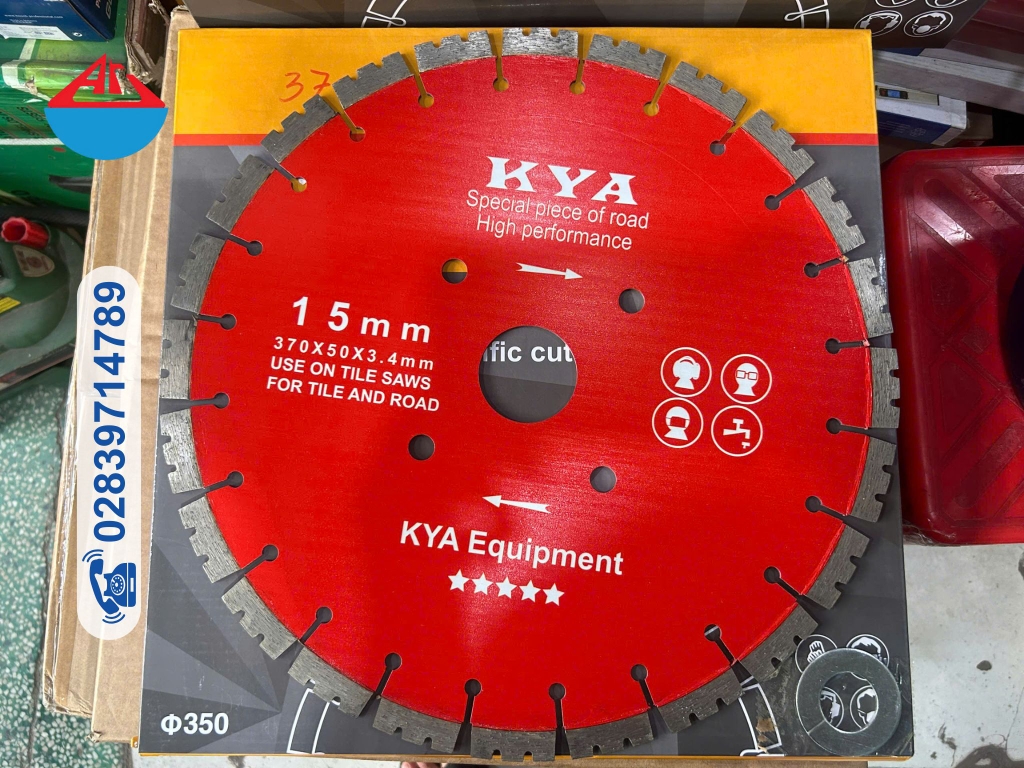 37
KYA
Special piece of road
High performance
15mm
370X50X3.4mm
USE ON TILE SAWS
FOR TILE AND ROAD
ific cut
KYA Equipment
02839714789
Φ350